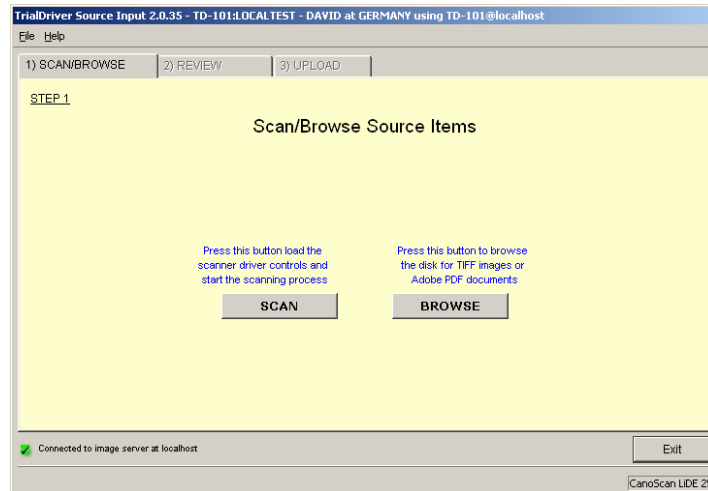 TrialDriver Source Input 2.0.35 - TD-101:LOCALTEST - DAVID at GERMANY using TD-101@localhost
File Help
1) SCAN/BROWSE 2) REVIEW 3) UPLOAD
STEP 1
Scan/Browse Source Items
Press this button load the
scanner driver controls and
start the scanning process
SCAN
Press this button to browse
the disk for TIFF images or
Adobe PDF documents
BROWSE
Connected to image server at localhost
Exit
CanoScan LiDE